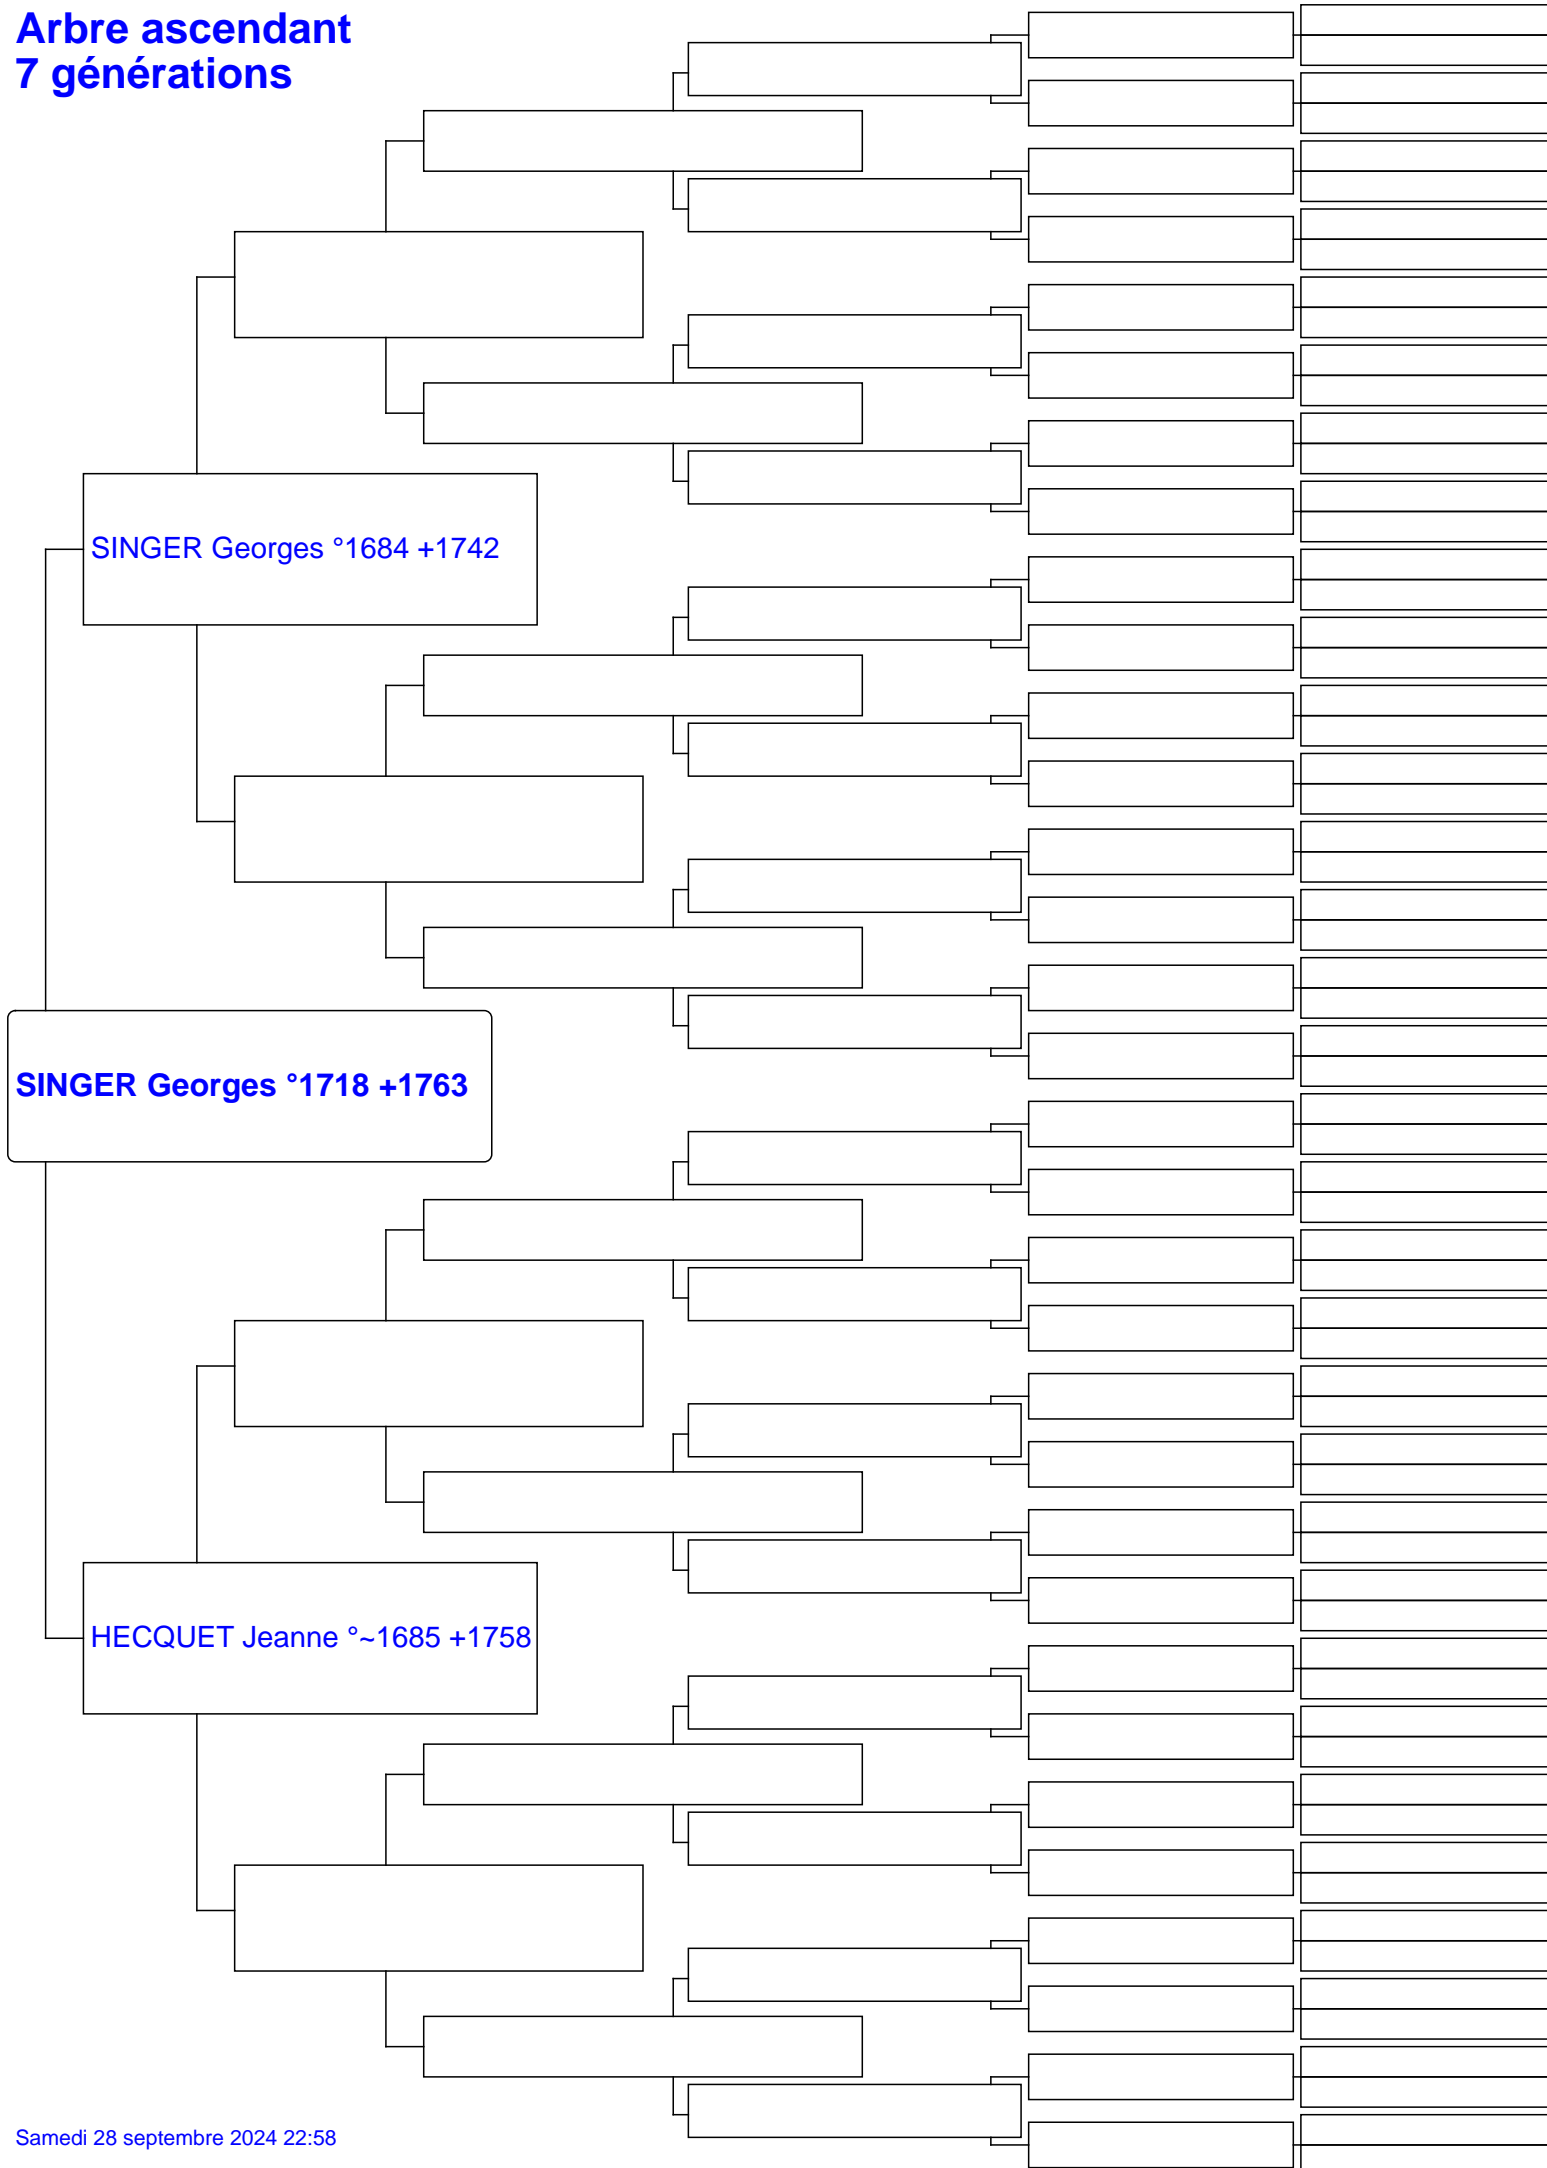 Arbre ascendant
7 générations
SINGER Georges °1684 +1742
SINGER Georges °1718 +1763
HECQUET Jeanne °~1685 +1758
Samedi 28 septembre 2024 22:58